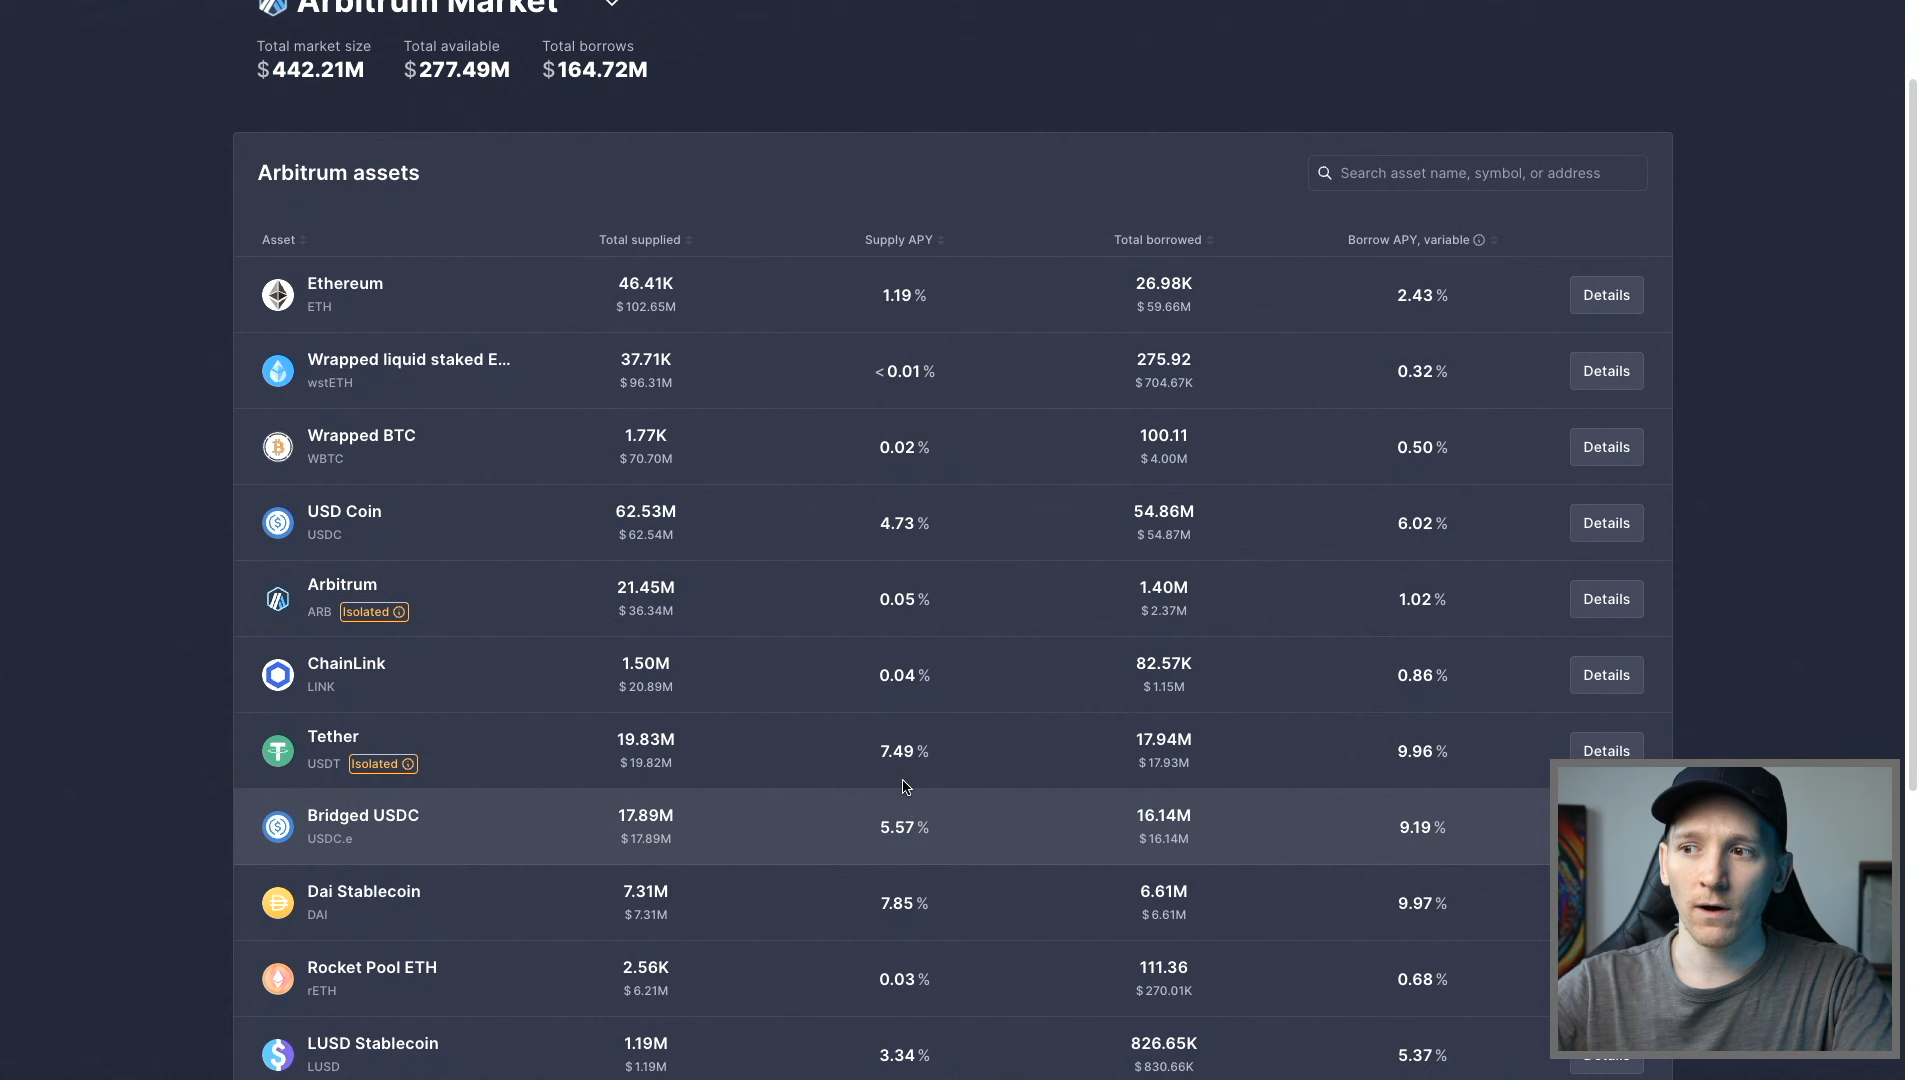 Arbitrum Market
Total market size Total available Total borrows
$442.21M $277.49M $164.72M
Arbitrum assets
Search asset name, symbol, or address
Asset Total supplied Supply APY Total borrowed Borrow APY, variable
Ethereum 46.41K 1.19% 26.98K 2.43% Details
ETH $102.65M $59.66M
Wrapped liquid staked E... 37.71K <0.01% 275.92 0.32% Details
wstETH $96.31M $704.67K
Wrapped BTC 1.77K 0.02% 100.11 0.50% Details
WBTC $70.70M $4.00M
USD Coin 62.53M 4.73% 54.86M 6.02% Details
USDC $62.54M $54.87M
Arbitrum 21.45M 0.05% 1.40M 1.02% Details
ARB Isolated $36.34M $2.37M
ChainLink 1.50M 0.04% 82.57K 0.86% Details
LINK $20.89M $1.15M
Tether 19.83M 7.49% 17.94M 9.96% Details
USDT Isolated $19.82M $17.93M
Bridged USDC 17.89M 5.57% 16.14M 9.19%
USDC.e $17.89M $16.14M
Dai Stablecoin 7.31M 7.85% 6.61M 9.97%
DAI $7.31M $6.61M
Rocket Pool ETH 2.56K 0.03% 111.36 0.68%
rETH $6.21M $270.01K
LUSD Stablecoin 1.19M 3.34% 826.65K 5.37%
LUSD $1.19M $830.66K